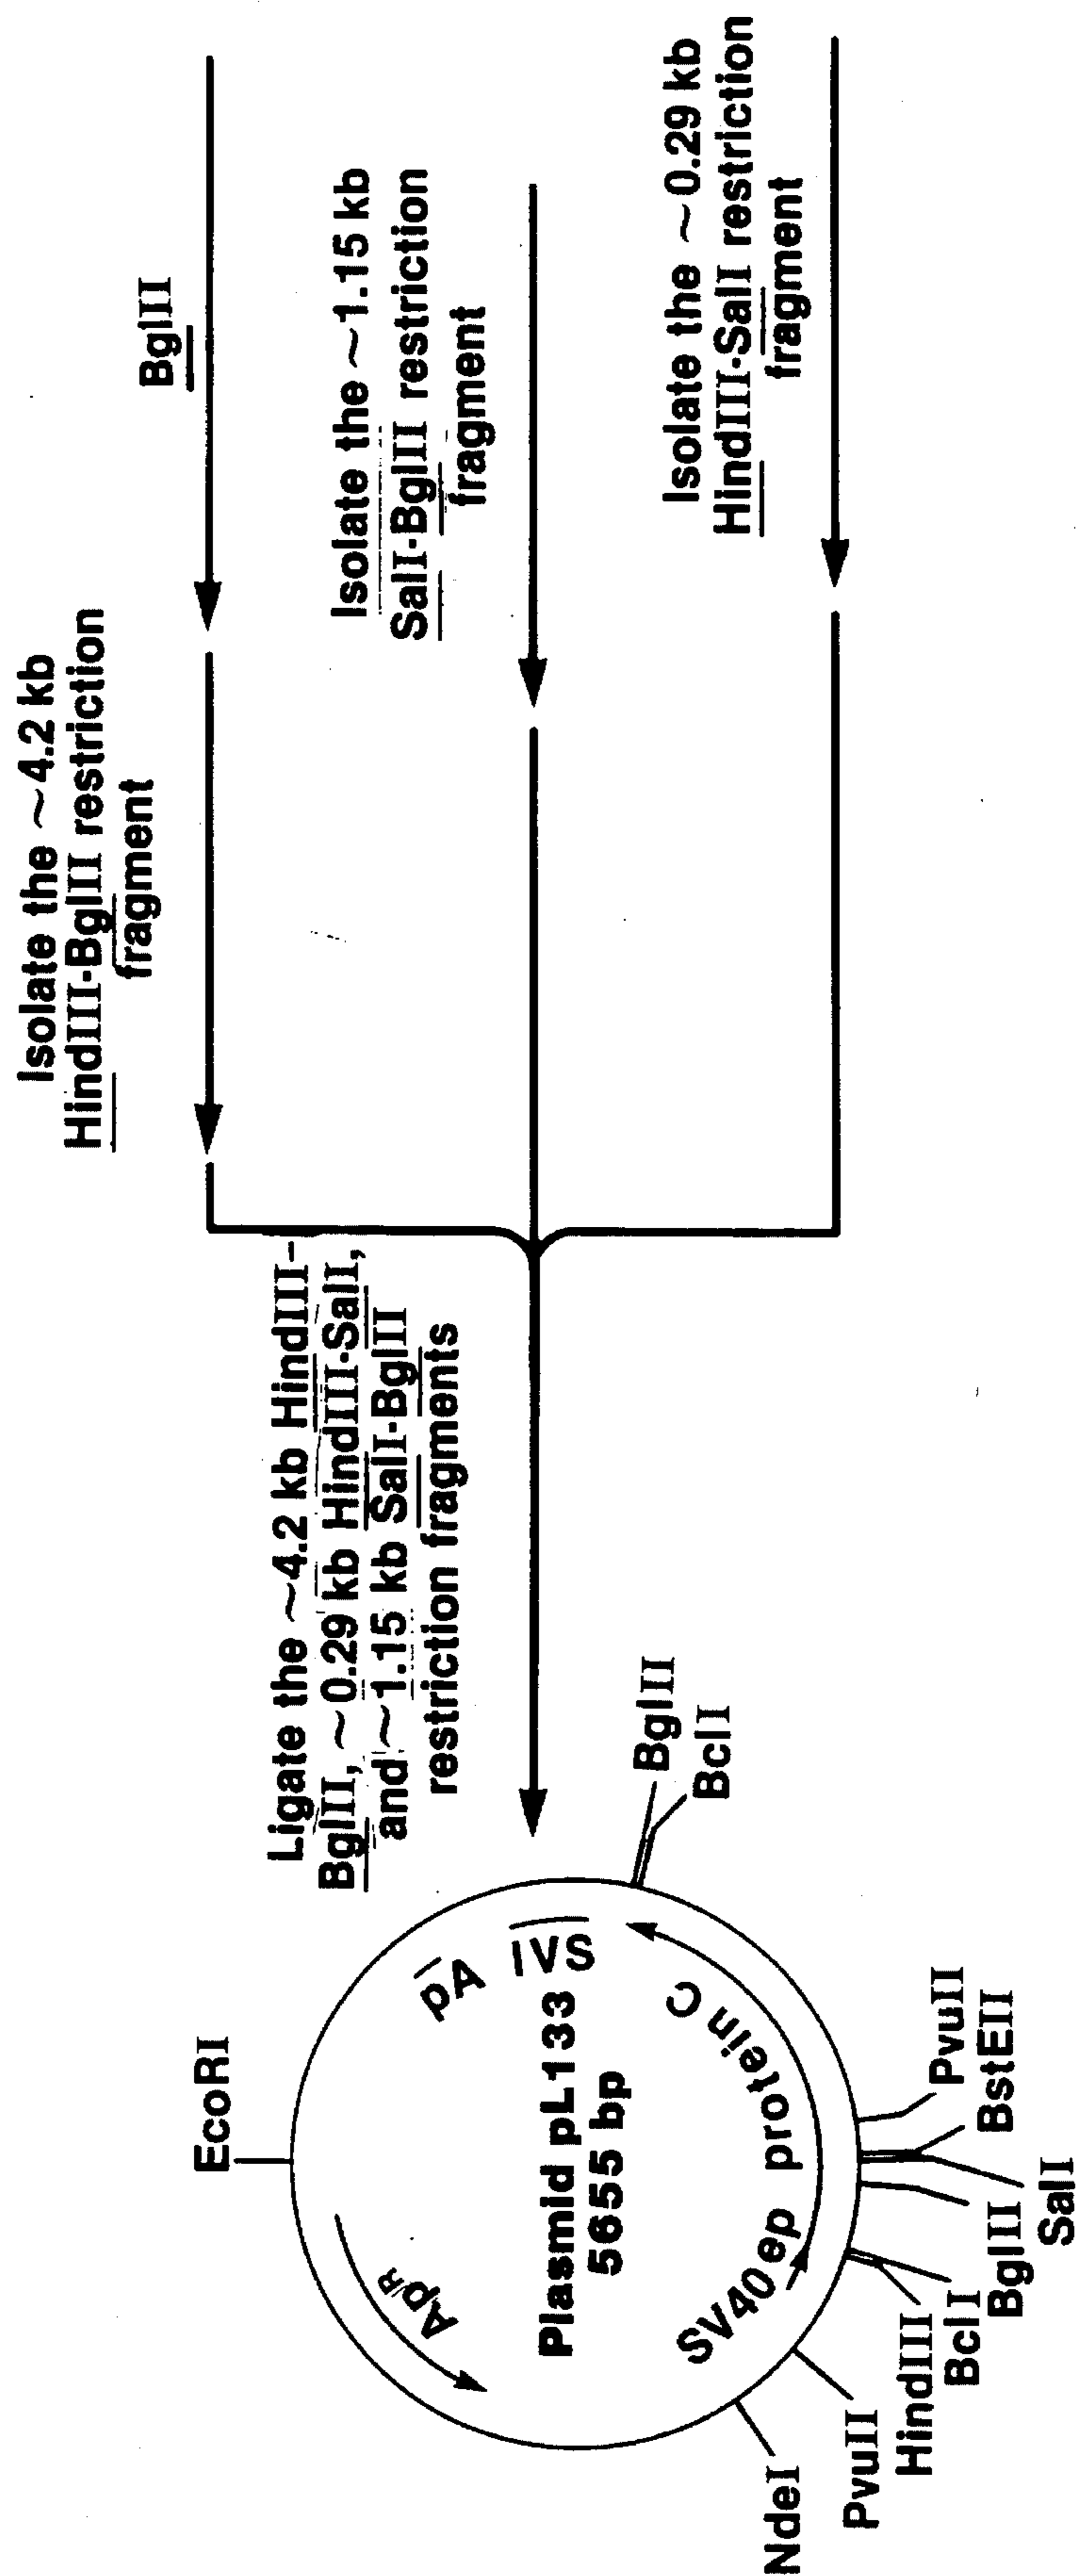 BglII
Isolate the ~4.2 kb
HindIII-BglII restriction
fragment
Isolate the ~1.15 kb
SalI-BglII restriction
fragment
Isolate the ~0.29 kb
HindIII-SalI restriction
fragment
Ligate the ~4.2 kb HindIII-
BglII, ~0.29 kb HindIII-SalI,
and ~1.15 kb SalI-BglII
restriction fragments
EcoRI
ApR
pA
IVS
Plasmid pL133
5655 bp
SV40 ep
protein C
BglII
BclI
PvuII
BstEII
SalI
BglII
BclI
HindIII
PvuII
NdeI